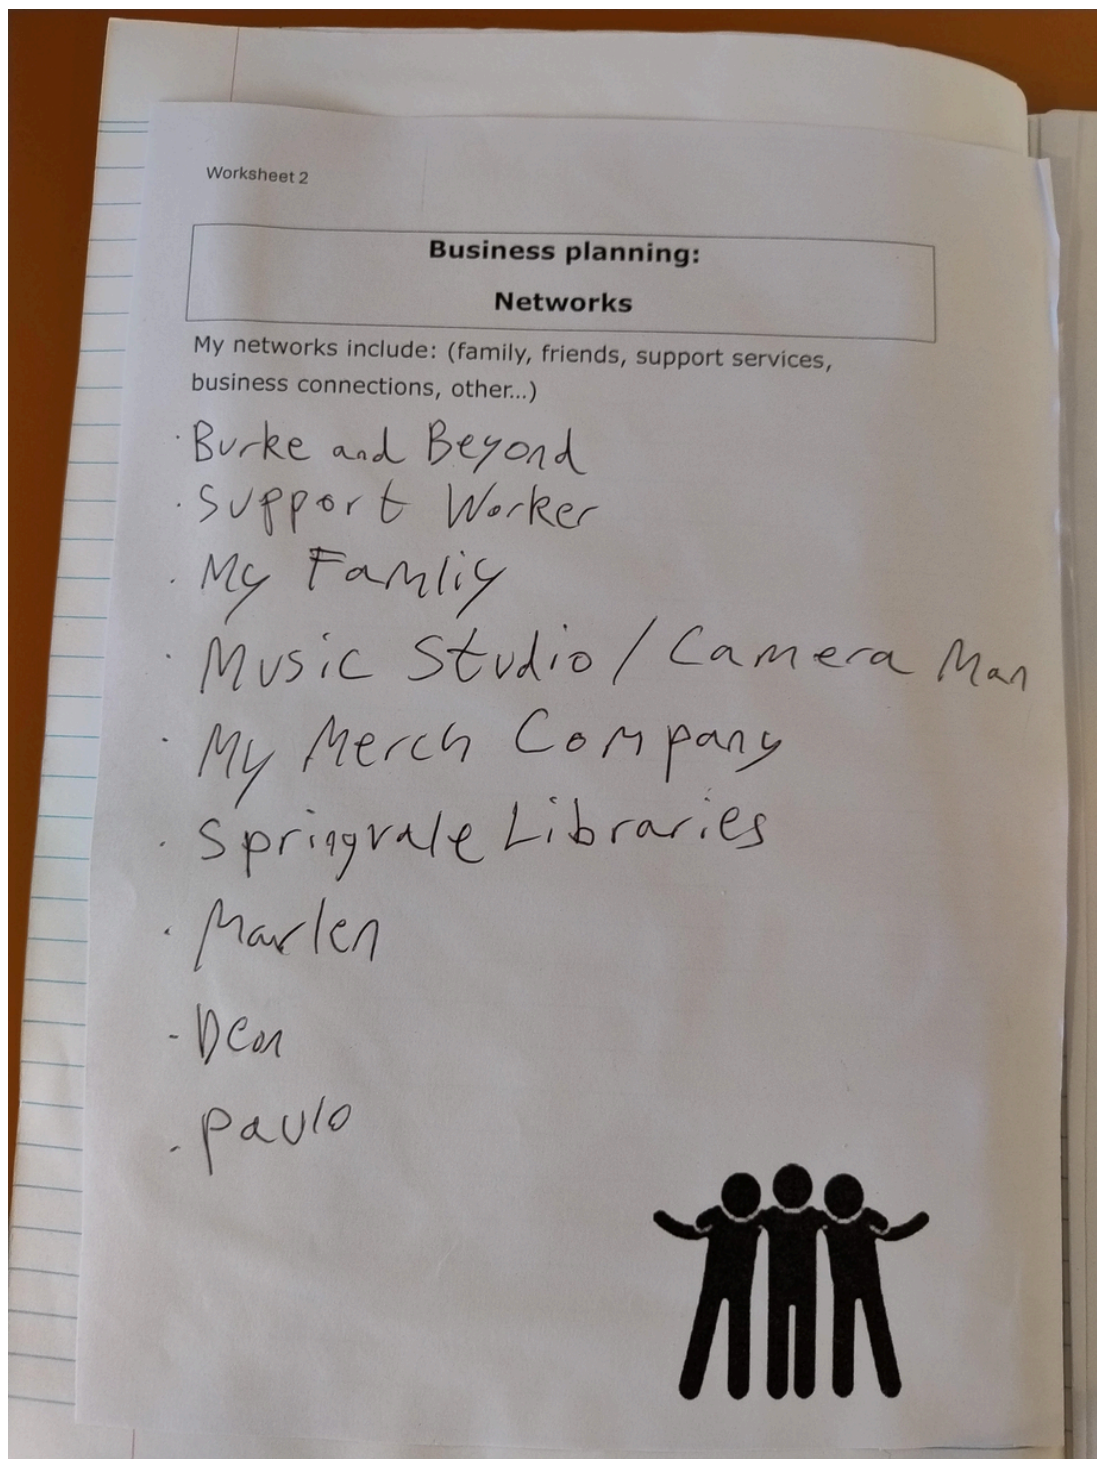 Worksheet 2
Business planning:
Networks
My networks include: (family, friends, support services,
business connections, other...)
· Burke and Beyond
· Support Worker
· My Famliy
· Music Studio / Camera Man
· My Merch Company
· Springvale Libraries
· Marlen
- Dean
· Paulo